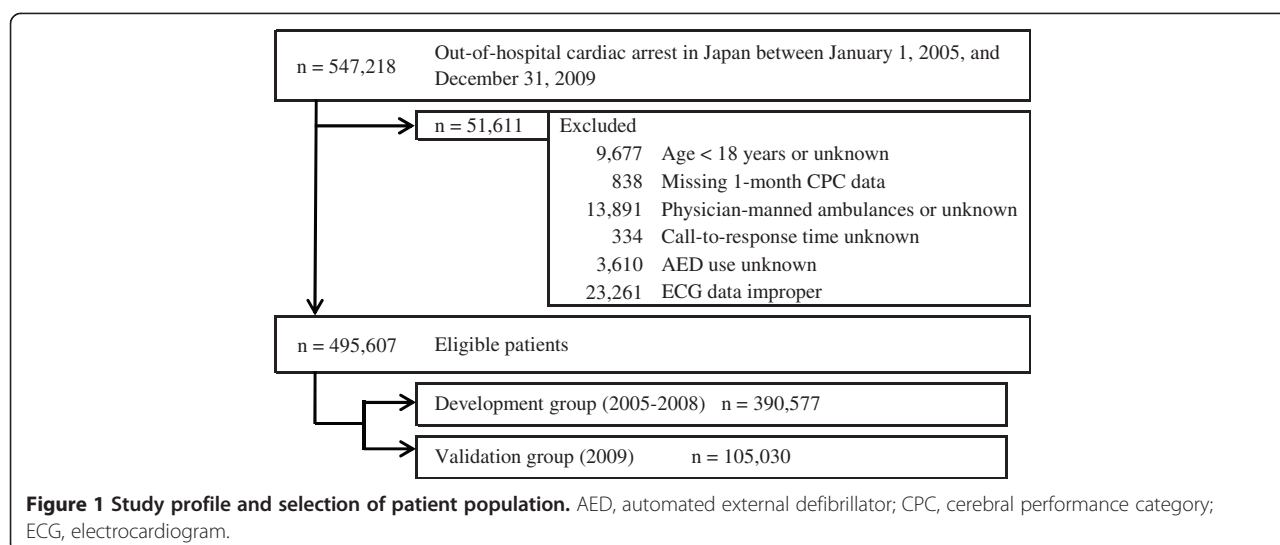 n = 547,218 Out-of-hospital cardiac arrest in Japan between January 1, 2005, and
December 31, 2009
n = 51,611 Excluded
9,677 Age < 18 years or unknown
838 Missing 1-month CPC data
13,891 Physician-manned ambulances or unknown
334 Call-to-response time unknown
3,610 AED use unknown
23,261 ECG data improper
n = 495,607 Eligible patients
Development group (2005-2008) n = 390,577
Validation group (2009) n = 105,030
Figure 1 Study profile and selection of patient population. AED, automated external defibrillator; CPC, cerebral performance category;
ECG, electrocardiogram.